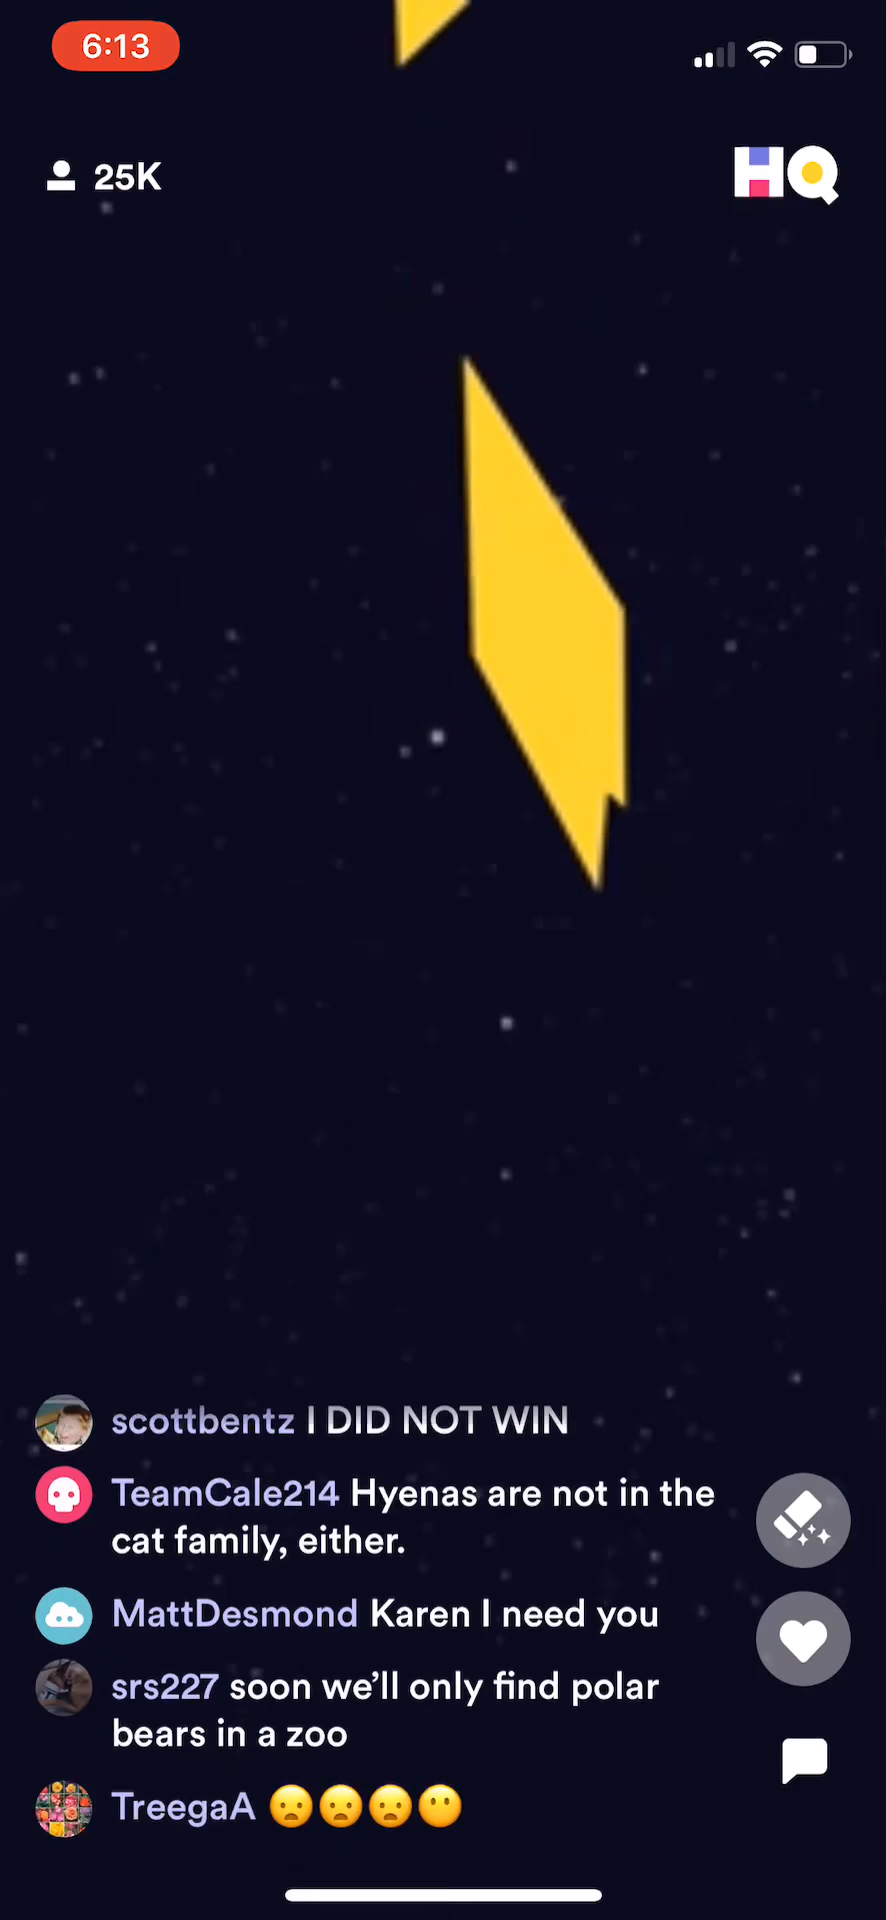 6:13
25K
HQ
scottbentz I DID NOT WIN
TeamCale214 Hyenas are not in the
cat family, either.
MattDesmond Karen I need you
srs227 soon we’ll only find polar
bears in a zoo
TreegaA 😦😦😦😶